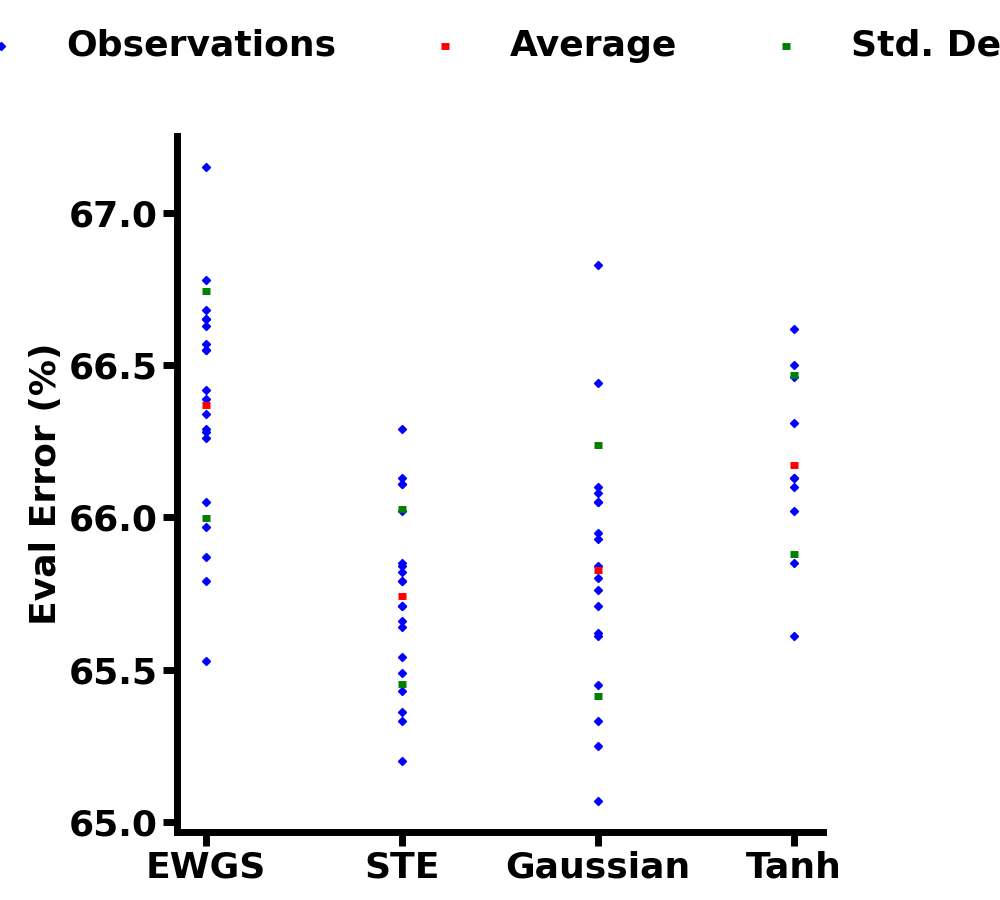 Observations Average Std. De
67.0
66.5
66.0
65.5
65.0
Eval Error (%)
EWGS STE Gaussian Tanh